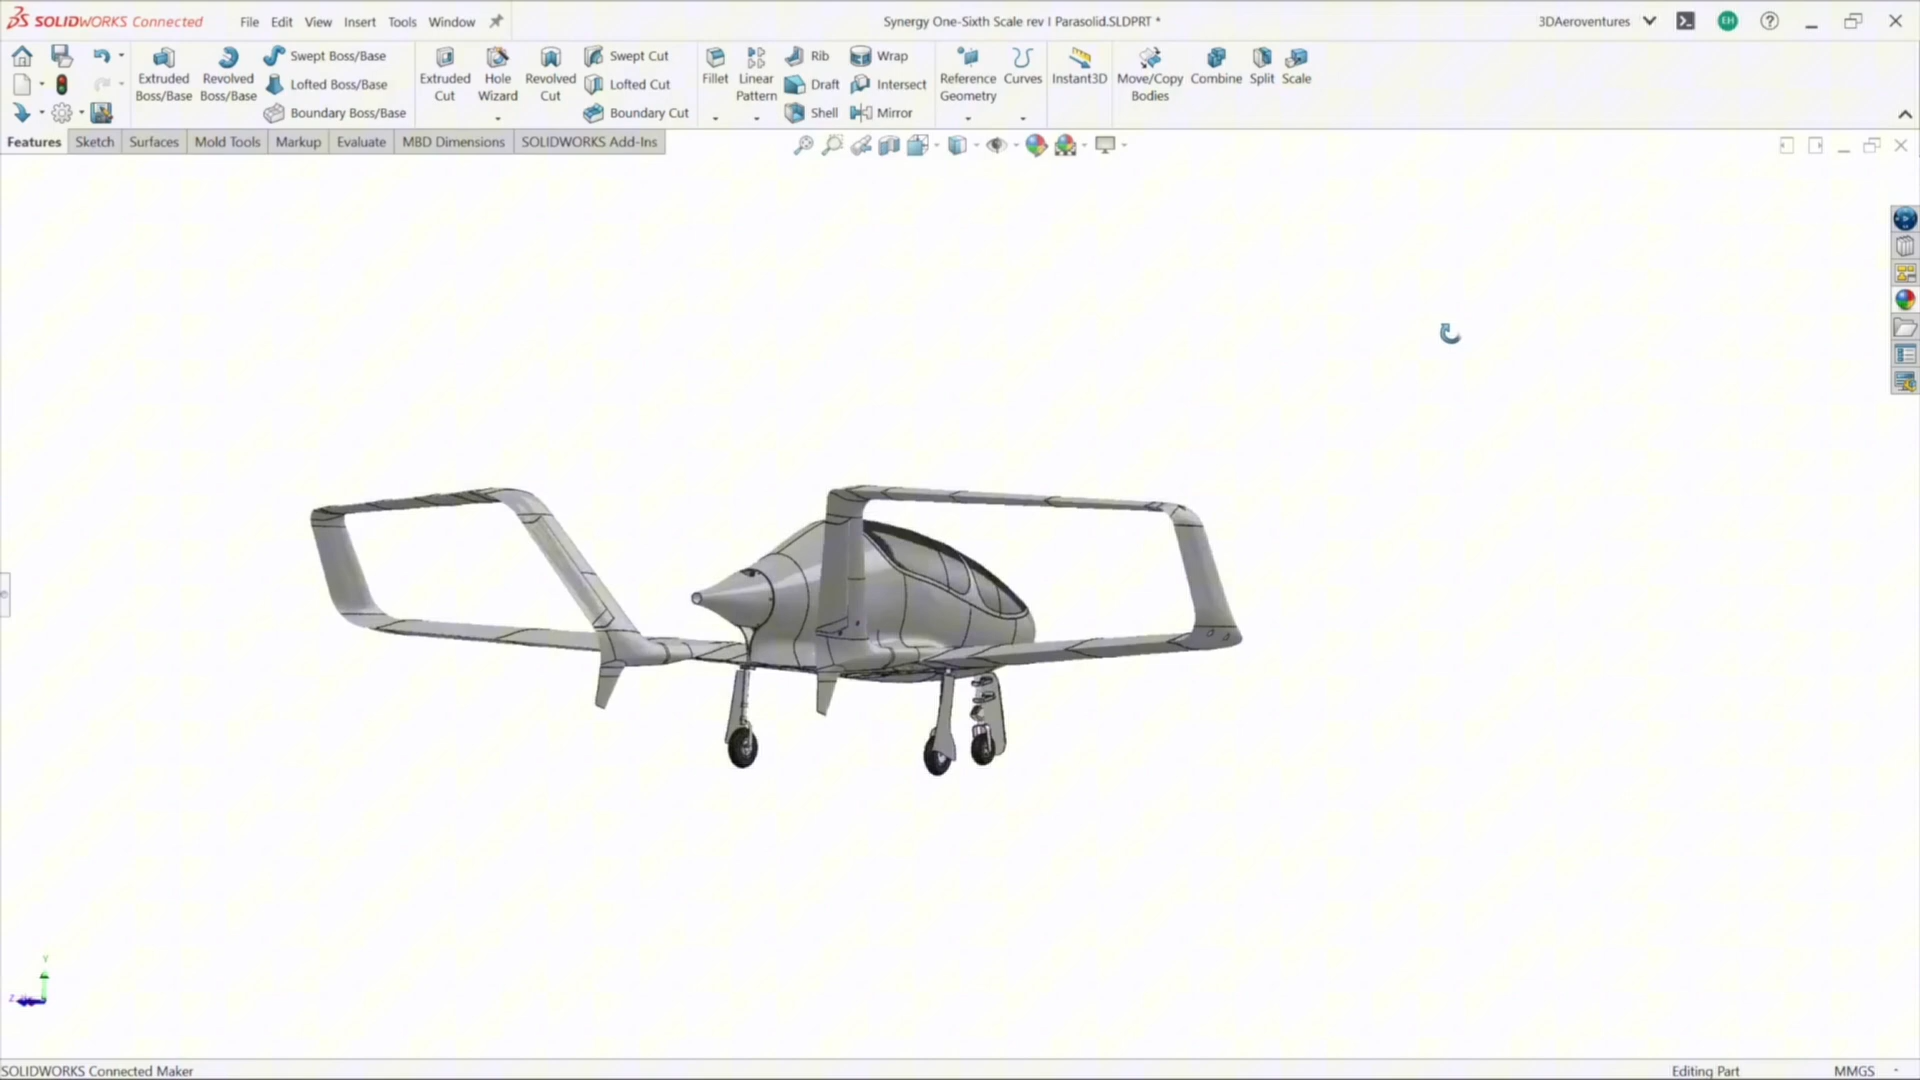 SOLIDWORKS Connected
File Edit View Insert Tools Window
Synergy One-Sixth Scale rev I Parasolid.SLDPRT *
3DAeroventures
EH
Extruded Boss/Base
Revolved Boss/Base
Swept Boss/Base
Lofted Boss/Base
Boundary Boss/Base
Extruded Cut
Hole Wizard
Revolved Cut
Swept Cut
Lofted Cut
Boundary Cut
Fillet
Linear Pattern
Rib
Draft
Shell
Wrap
Intersect
Mirror
Reference Geometry
Curves
Instant3D
Move/Copy Bodies
Combine
Split
Scale
Features Sketch Surfaces Mold Tools Markup Evaluate MBD Dimensions SOLIDWORKS Add-Ins
Y
Z
SOLIDWORKS Connected Maker
Editing Part
MMGS